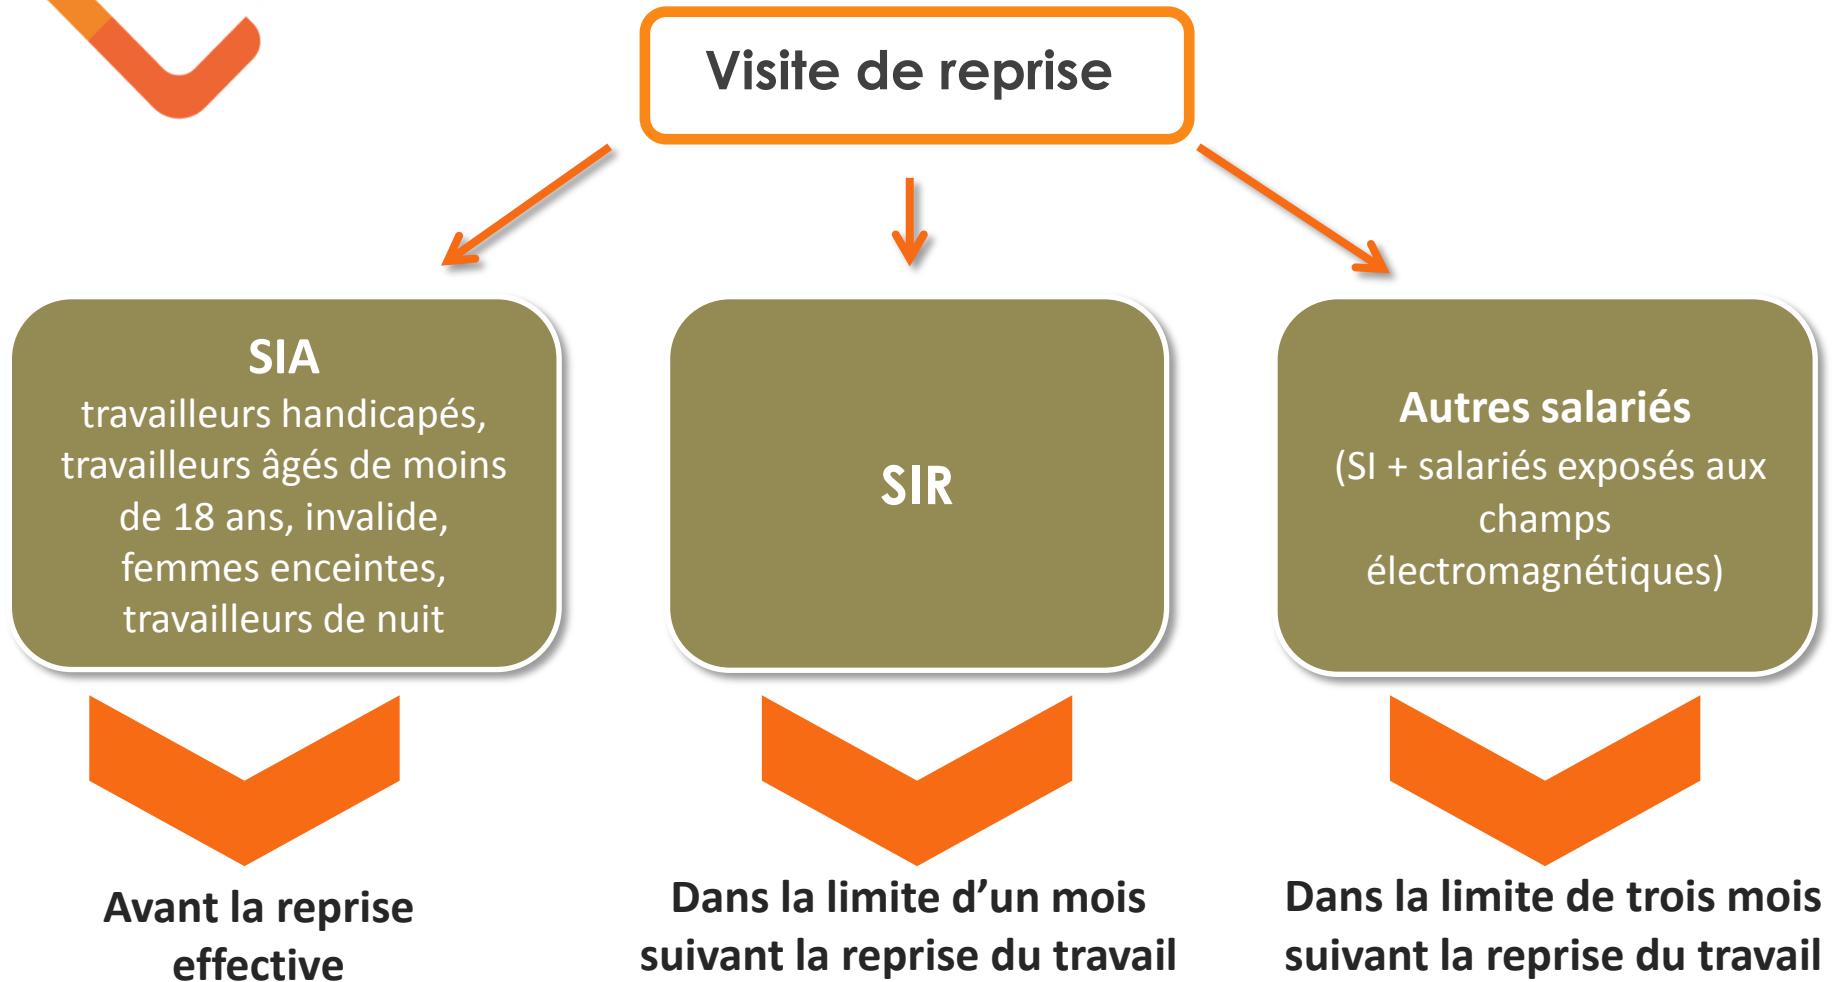 Visite de reprise
SIA
travailleurs handicapés,
travailleurs âgés de moins
de 18 ans, invalide,
femmes enceintes,
travailleurs de nuit
SIR
Autres salariés
(SI + salariés exposés aux
champs
électromagnétiques)
Avant la reprise
effective
Dans la limite d’un mois
suivant la reprise du travail
Dans la limite de trois mois
suivant la reprise du travail